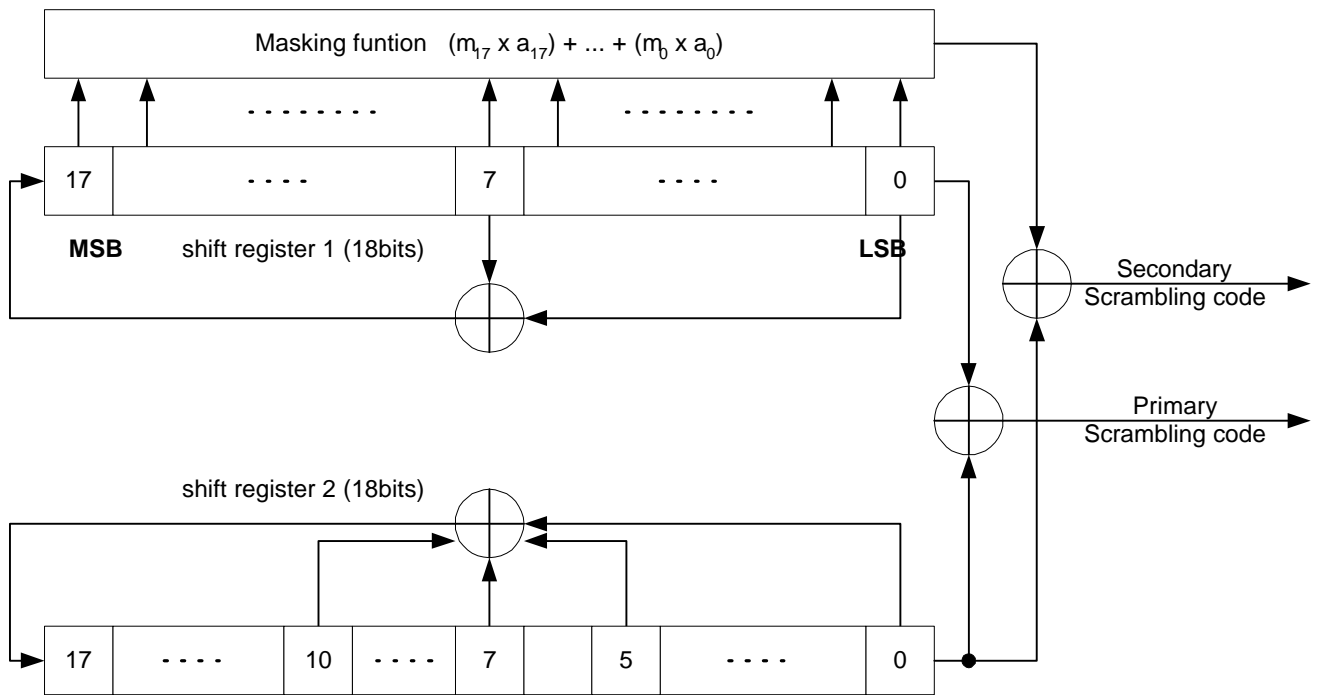 Masking funtion (m17 x a17) + ... + (m0 x a0)
- - - - - - - - - - - - - - - -
17 - - - - 7 - - - - 0
MSB shift register 1 (18bits) LSB
Secondary
Scrambling code
Primary
Scrambling code
shift register 2 (18bits)
17 - - - - 10 - - - - 7 5 - - - - 0